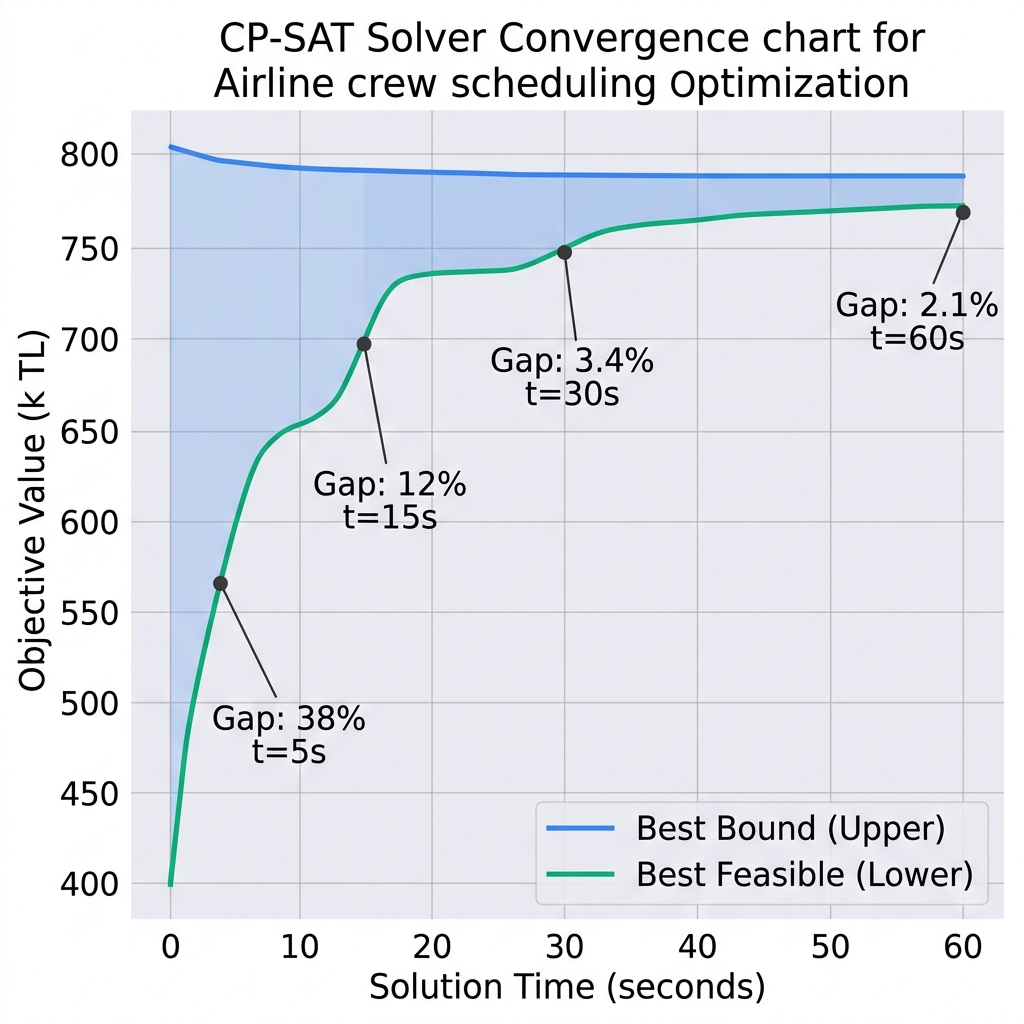 CP-SAT Solver Convergence chart for
Airline crew scheduling Optimization
Objective Value (k TL)
800
750
700
650
600
550
500
450
400
Gap: 2.1%
t=60s
Gap: 3.4%
t=30s
Gap: 12%
t=15s
Gap: 38%
t=5s
Best Bound (Upper)
Best Feasible (Lower)
0 10 20 30 40 50 60
Solution Time (seconds)